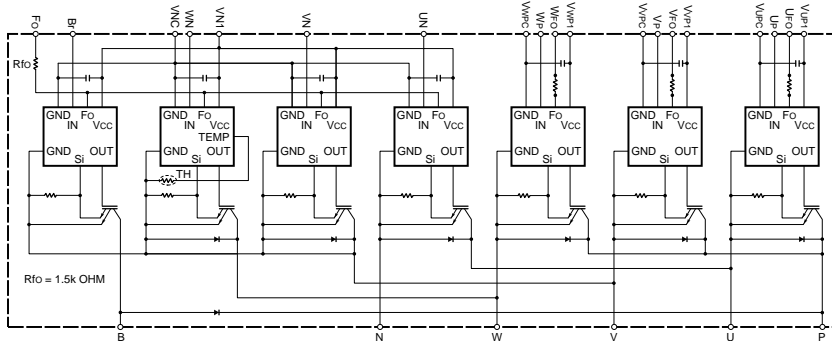 FO Br VNC WN VN1 VN UN VWPC WP WFO VWP1 VVPC VP VFO VVP1 VUPC UP UFO VUP1
RFO
GND FO IN VCC GND Si OUT
GND FO IN VCC TEMP GND Si OUT
GND FO IN VCC GND Si OUT
GND FO IN VCC GND Si OUT
GND FO IN VCC GND Si OUT
GND FO IN VCC GND Si OUT
GND FO IN VCC GND Si OUT
TH
RFO = 1.5k OHM
B N W V U P